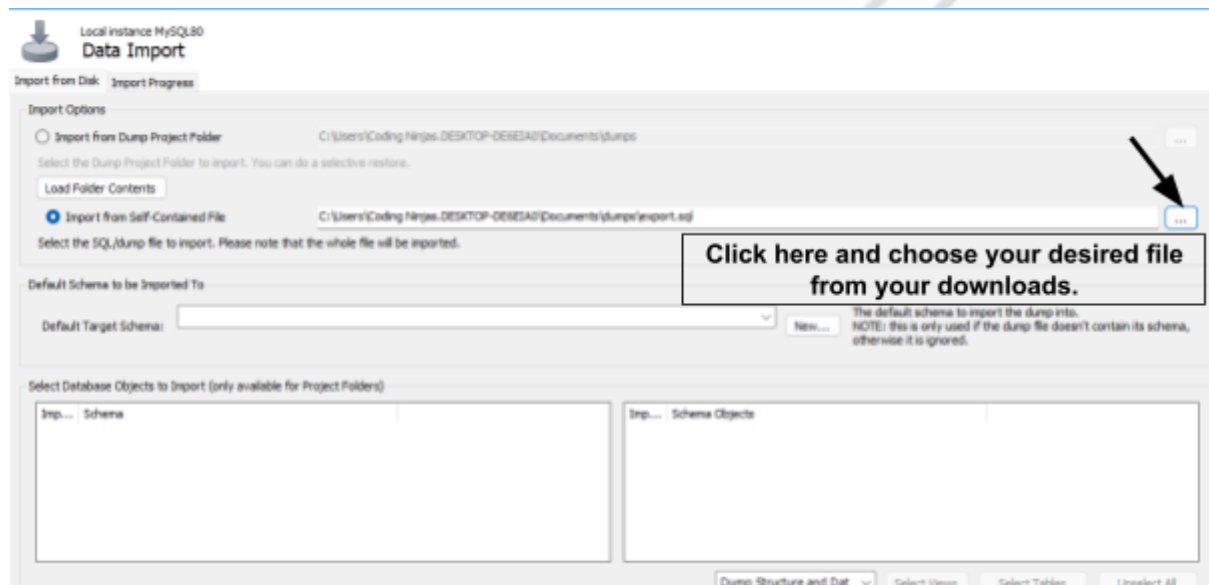 Local instance MySQL80
Data Import
Import from Disk Import Progress
Import Options
Import from Dump Project Folder C:\Users\Coding Ninjas.DESKTOP-DE6EIA0\Documents\dumps ...
Select the Dump Project Folder to import. You can do a selective restore.
Load Folder Contents
Import from Self-Contained File C:\Users\Coding Ninjas.DESKTOP-DE6EIA0\Documents\dumps\export.sql ...
Select the SQL/dump file to import. Please note that the whole file will be imported.
Click here and choose your desired file
from your downloads.
Default Schema to be Imported To
Default Target Schema: New...
The default schema to import the dump into.
NOTE: this is only used if the dump file doesn't contain its schema,
otherwise it is ignored.
Select Database Objects to Import (only available for Project Folders)
Imp... Schema Imp... Schema Objects
Dump Structure and Dat Select Views Select Tables Unselect All